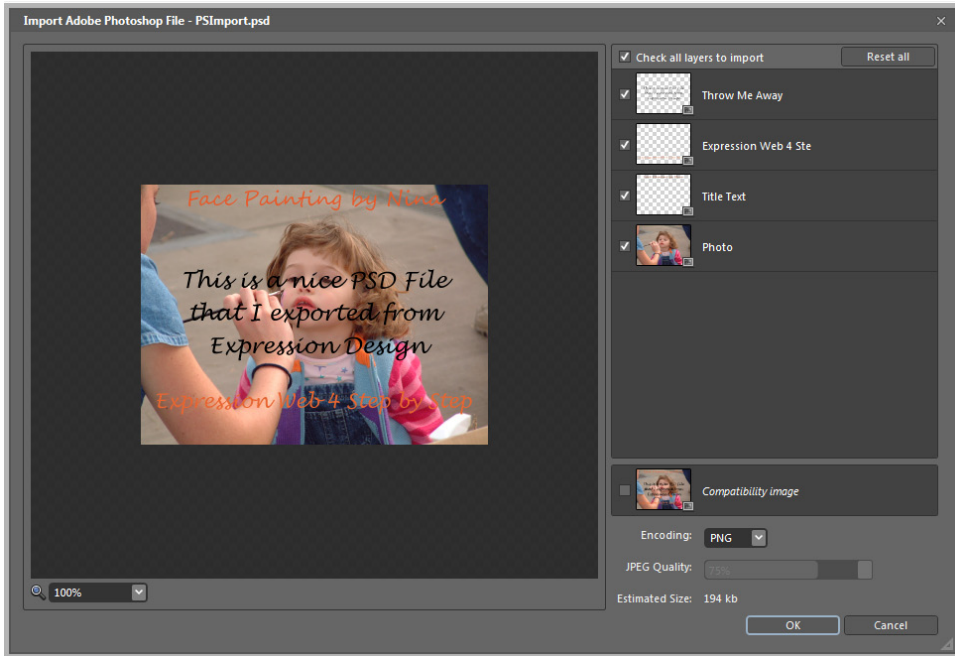 Import Adobe Photoshop File - PSImport.psd
Face Painting by Nina
This is a nice PSD File
that I exported from
Expression Design
Expression Web 4 Step by Step
100%
Check all layers to import
Reset all
Throw Me Away
Expression Web 4 Ste
Title Text
Photo
Compatibility image
Encoding: PNG
JPEG Quality: 75%
Estimated Size: 194 kb
OK Cancel